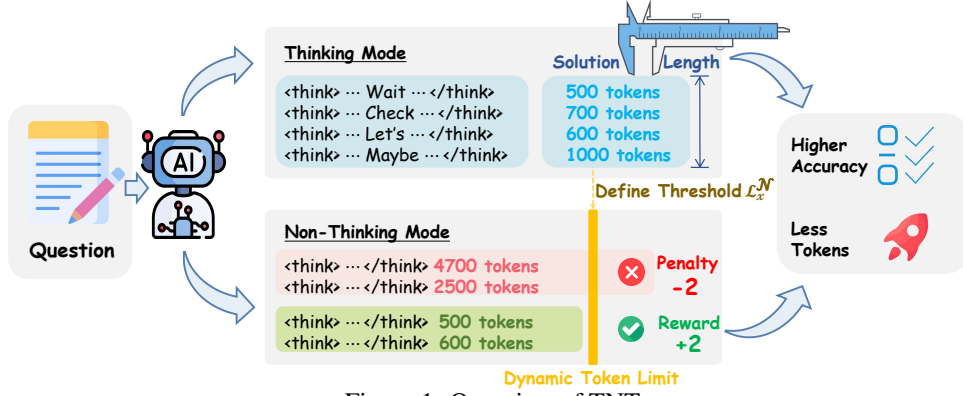 Thinking Mode
Solution Length
<think> ··· Wait ··· </think> 500 tokens
<think> ··· Check ··· </think> 700 tokens
<think> ··· Let's ··· </think> 600 tokens
<think> ··· Maybe ··· </think> 1000 tokens
AI
Question
Define Threshold ℒₓᴺ
Non-Thinking Mode
<think> ··· </think> 4700 tokens
<think> ··· </think> 2500 tokens
Penalty
-2
<think> ··· </think> 500 tokens
<think> ··· </think> 600 tokens
Reward
+2
Dynamic Token Limit
Higher
Accuracy
Less
Tokens